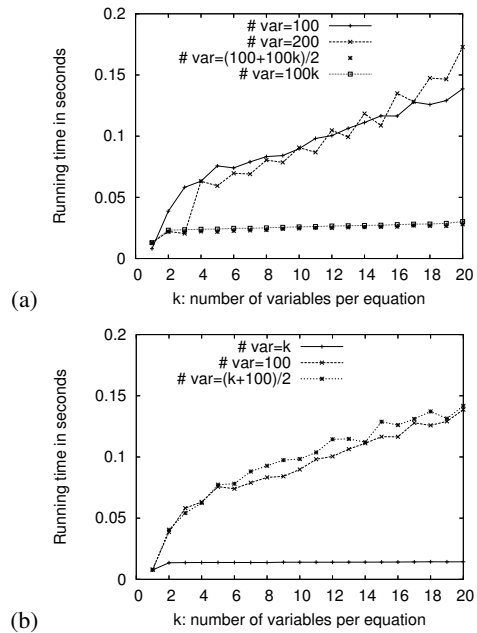 0.2
0.15
0.1
0.05
0
Running time in seconds
# var=100
# var=200
# var=(100+100k)/2
# var=100k
0 2 4 6 8 10 12 14 16 18 20
k: number of variables per equation
(a)
0.2
0.15
0.1
0.05
0
Running time in seconds
# var=k
# var=100
# var=(k+100)/2
0 2 4 6 8 10 12 14 16 18 20
k: number of variables per equation
(b)